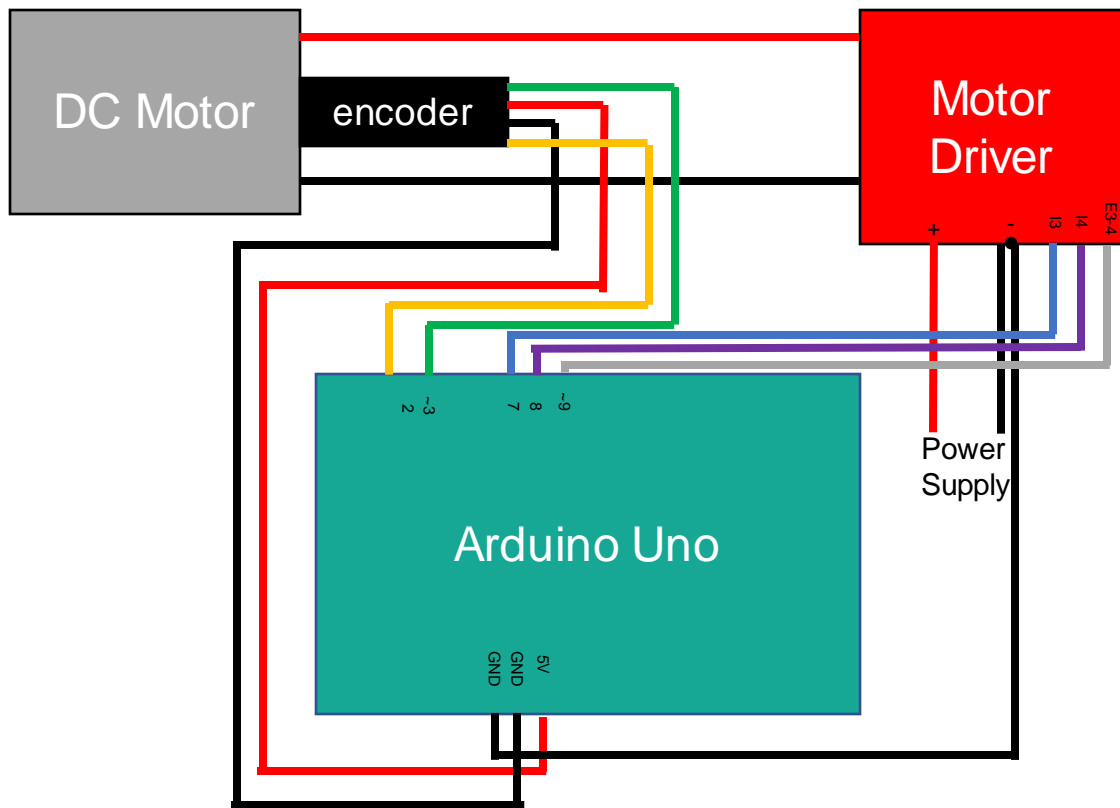 DC Motor
encoder
Motor
Driver
+
-
I3
I4
E3-4
2
~3
7
8
~9
Power
Supply
Arduino Uno
GND
GND
5V